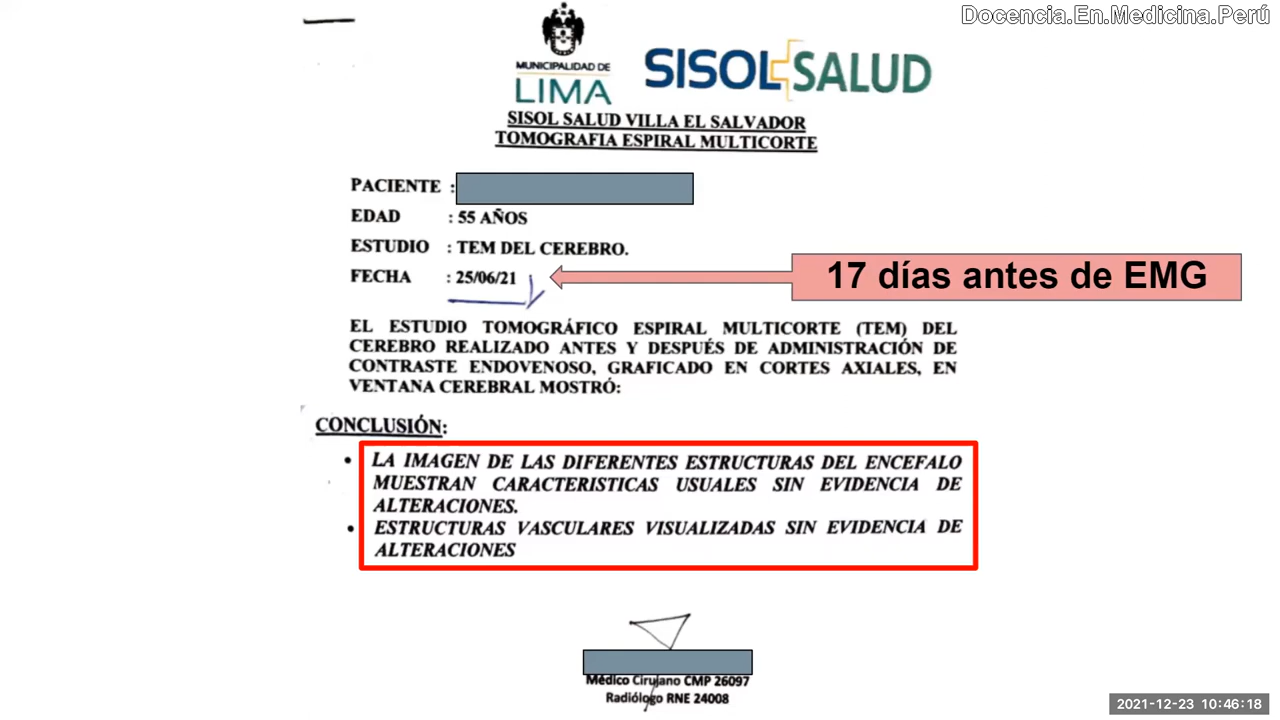 Docencia.En.Medicina.Perú
MUNICIPALIDAD DE
LIMA
SISOL SALUD
SISOL SALUD VILLA EL SALVADOR
TOMOGRAFIA ESPIRAL MULTICORTE
PACIENTE :
EDAD : 55 AÑOS
ESTUDIO : TEM DEL CEREBRO.
FECHA : 25/06/21
17 días antes de EMG
EL ESTUDIO TOMOGRÁFICO ESPIRAL MULTICORTE (TEM) DEL
CEREBRO REALIZADO ANTES Y DESPUÉS DE ADMINISTRACIÓN DE
CONTRASTE ENDOVENOSO, GRAFICADO EN CORTES AXIALES, EN
VENTANA CEREBRAL MOSTRÓ:
CONCLUSIÓN:
• LA IMAGEN DE LAS DIFERENTES ESTRUCTURAS DEL ENCEFALO
MUESTRAN CARACTERISTICAS USUALES SIN EVIDENCIA DE
ALTERACIONES.
• ESTRUCTURAS VASCULARES VISUALIZADAS SIN EVIDENCIA DE
ALTERACIONES
Médico Cirujano CMP 26097
Radiólogo RNE 24008
2021-12-23 10:46:18